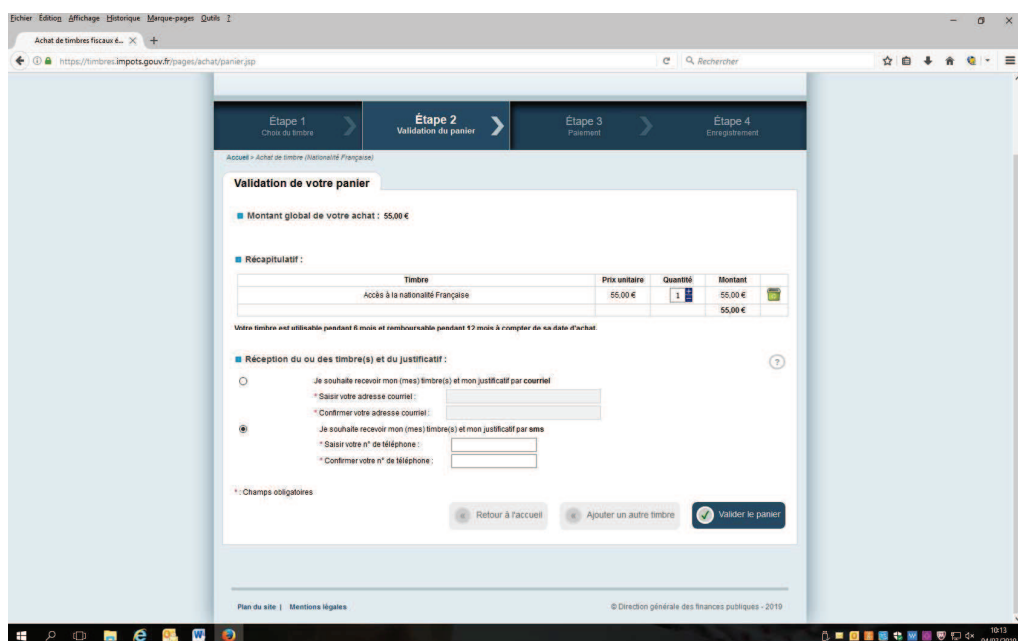 Fichier Édition Affichage Historique Marque-pages Outils ?
Achat de timbres fiscaux é...
https://timbres.impots.gouv.fr/pages/achat/panier.jsp
Rechercher
Étape 1
Choix du timbre
Étape 2
Validation du panier
Étape 3
Paiement
Étape 4
Enregistrement
Accueil > Achat de timbre (Nationalité Française)
Validation de votre panier
Montant global de votre achat : 55,00 €
Récapitulatif :
Timbre Prix unitaire Quantité Montant
Accès à la nationalité Française 55,00 € 1 55,00 €
55,00 €
Votre timbre est utilisable pendant 6 mois et remboursable pendant 12 mois à compter de sa date d'achat.
Réception du ou des timbre(s) et du justificatif :
?
Je souhaite recevoir mon (mes) timbre(s) et mon justificatif par courriel
* Saisir votre adresse courriel :
* Confirmer votre adresse courriel :
Je souhaite recevoir mon (mes) timbre(s) et mon justificatif par sms
* Saisir votre n° de téléphone :
* Confirmer votre n° de téléphone :
* : Champs obligatoires
Retour à l'accueil
Ajouter un autre timbre
Valider le panier
Plan du site | Mentions légales
© Direction générale des finances publiques - 2019
10:13
04/03/2019